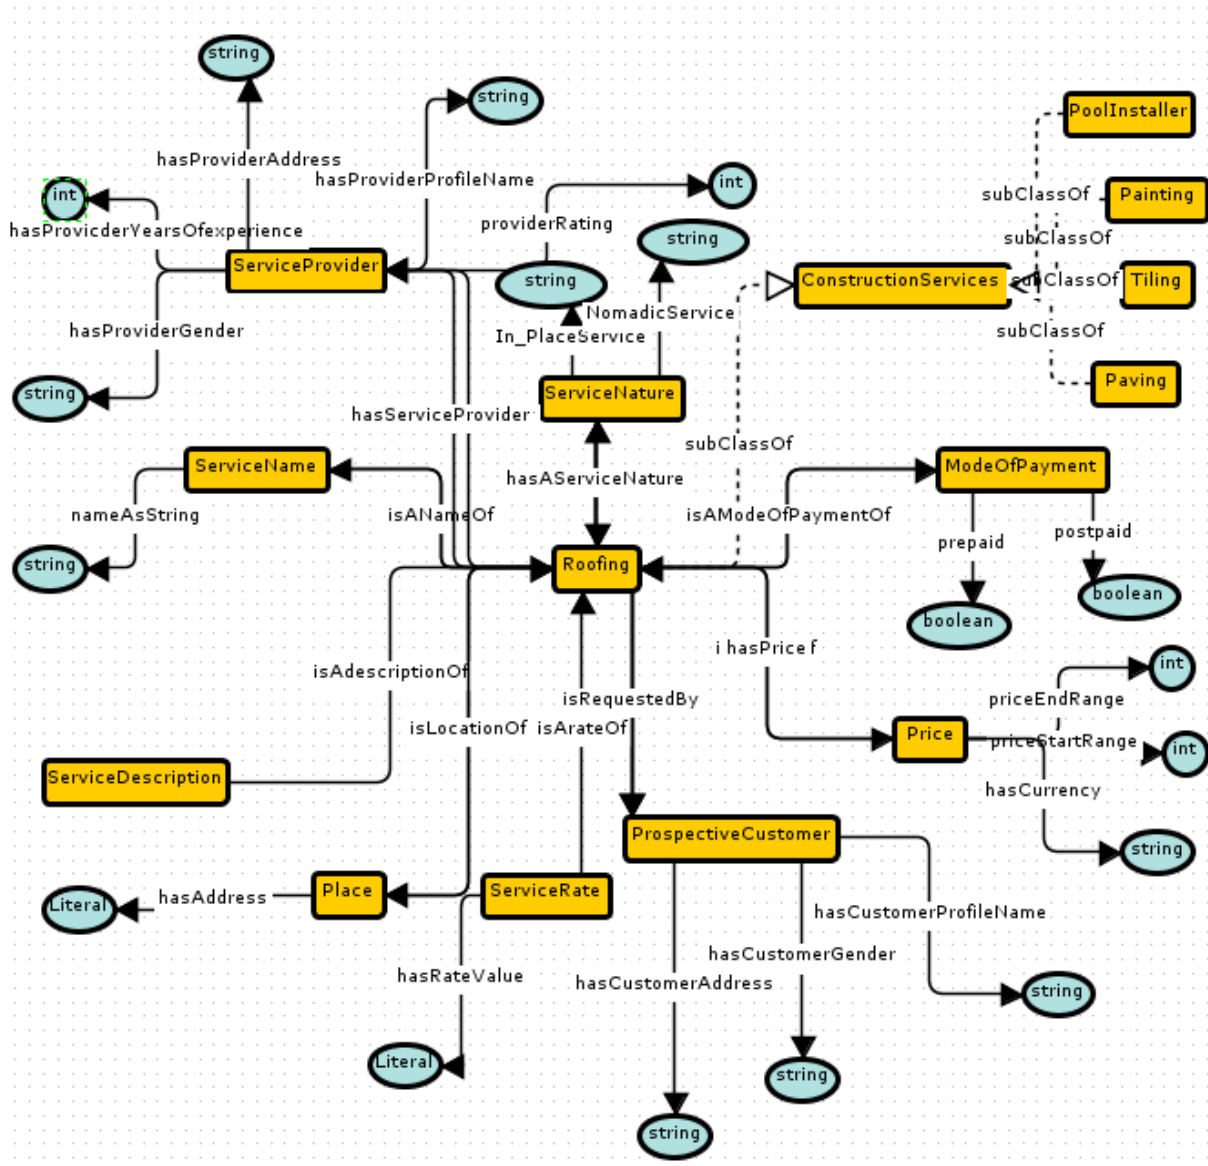 string
string
PoolInstaller
hasProviderAddress
hasProviderProfileName
int
int
subClassOf
Painting
hasProvicderYearsOfexperience
providerRating
string
subClassOf
ServiceProvider
string
ConstructionServices
subClassOf
Tiling
NomadicService
In_PlaceService
hasProviderGender
subClassOf
string
ServiceNature
Paving
hasServiceProvider
subClassOf
ServiceName
hasAServiceNature
ModeOfPayment
nameAsString
isANameOf
isAModeOfPaymentOf
prepaid
postpaid
string
Roofing
boolean
boolean
isAdescriptionOf
i hasPrice f
int
isRequestedBy
priceEndRange
isLocationOf
isArateOf
Price
priceStartRange
int
ServiceDescription
hasCurrency
ProspectiveCustomer
string
Literal
hasAddress
Place
ServiceRate
hasCustomerProfileName
hasRateValue
hasCustomerGender
hasCustomerAddress
string
Literal
string
string